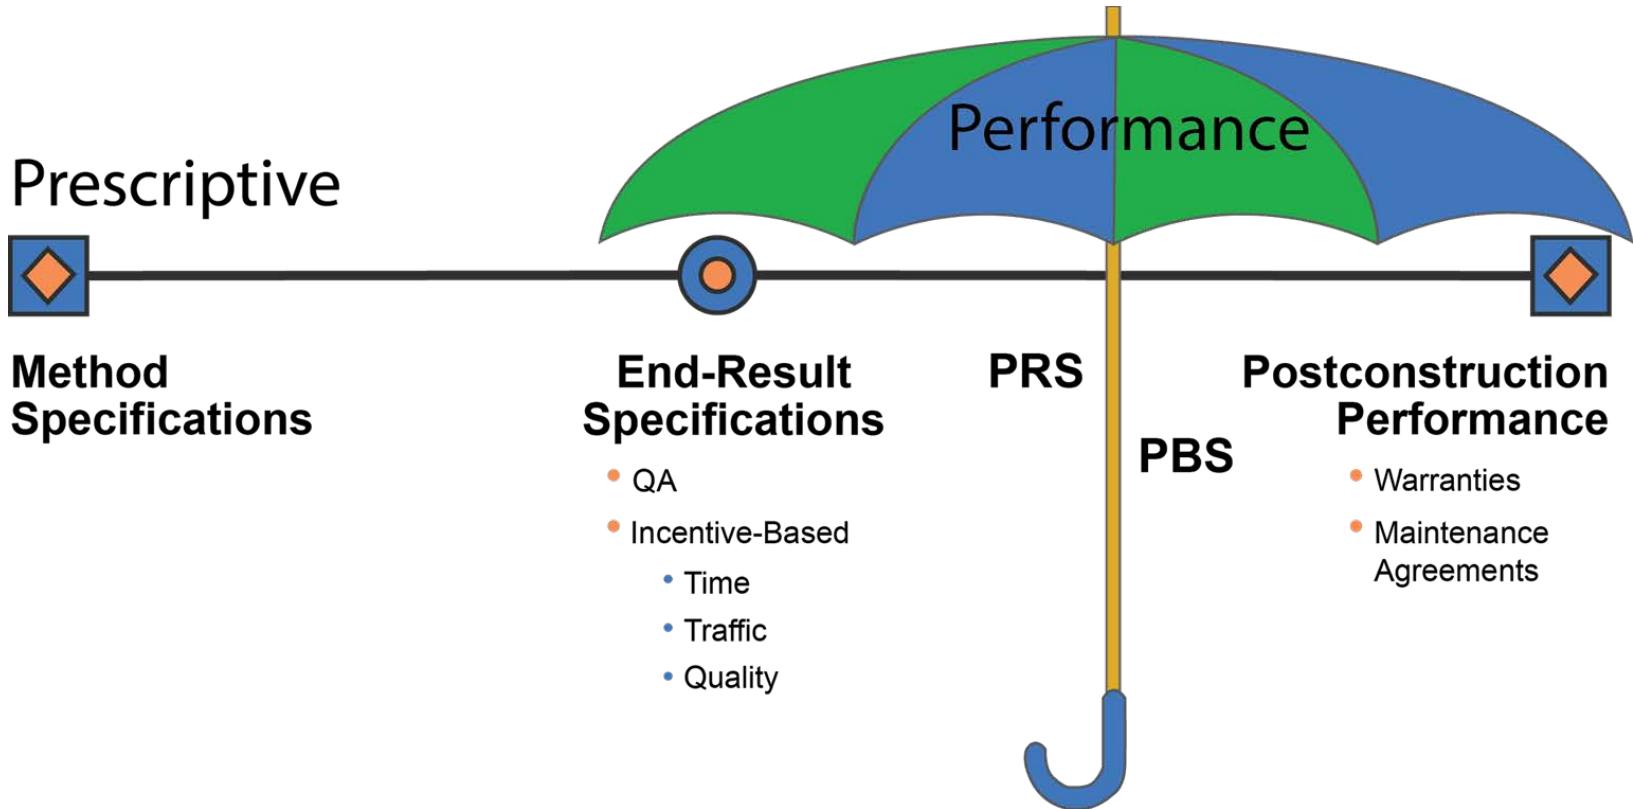 Performance
Prescriptive
Method
Specifications
End-Result
Specifications
QA
Incentive-Based
Time
Traffic
Quality
PRS
PBS
Postconstruction
Performance
Warranties
Maintenance
Agreements